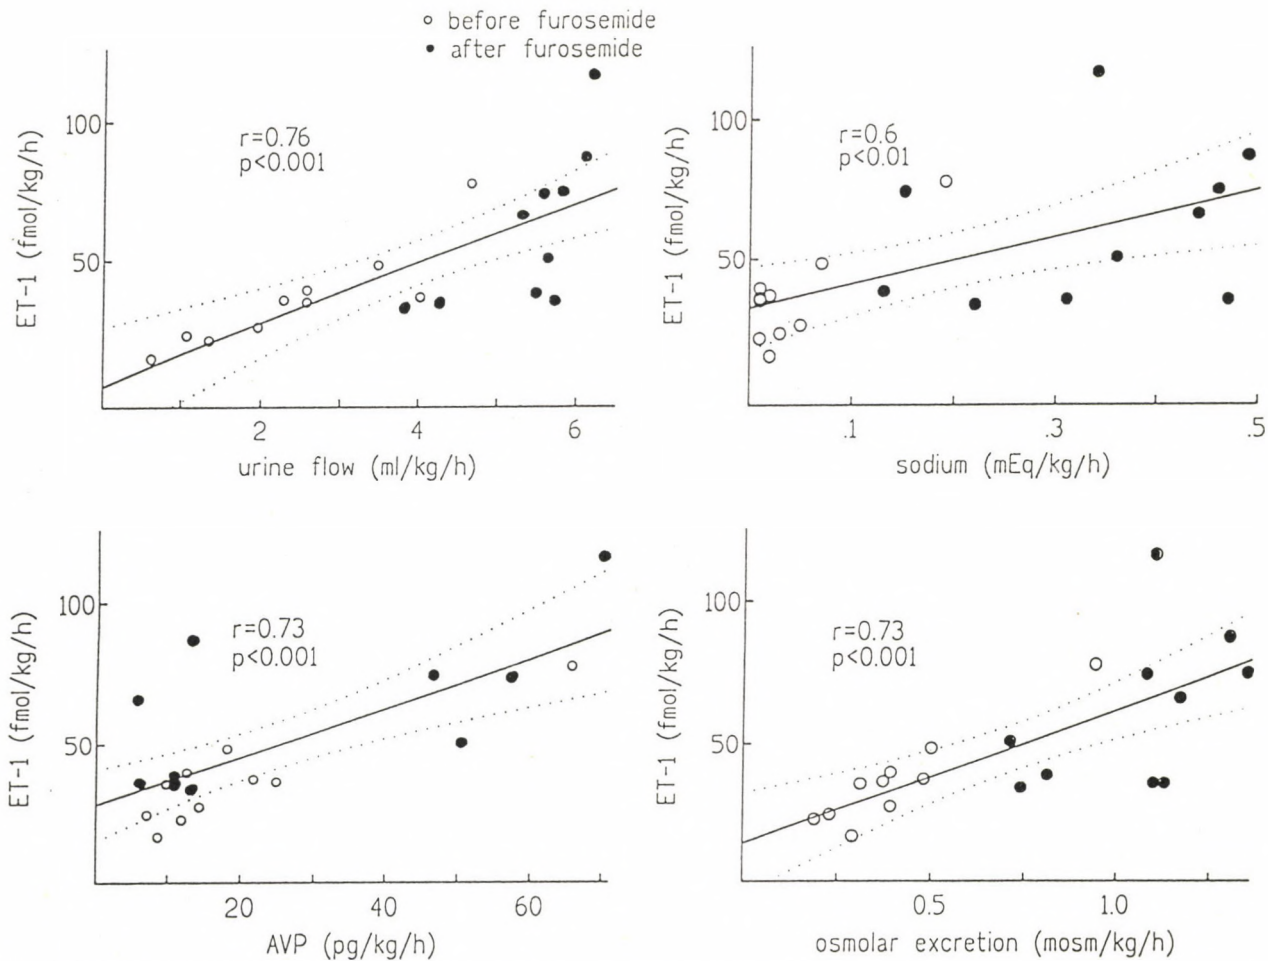 before furosemide
after furosemide
100
50
ET-1 (fmol/kg/h)
r=0.76
p<0.001
2
4
6
urine flow (ml/kg/h)
100
50
ET-1 (fmol/kg/h)
r=0.6
p<0.01
.1
.3
.5
sodium (mEq/kg/h)
100
50
ET-1 (fmol/kg/h)
r=0.73
p<0.001
20
40
60
AVP (pg/kg/h)
100
50
ET-1 (fmol/kg/h)
r=0.73
p<0.001
0.5
1.0
osmolar excretion (mosm/kg/h)